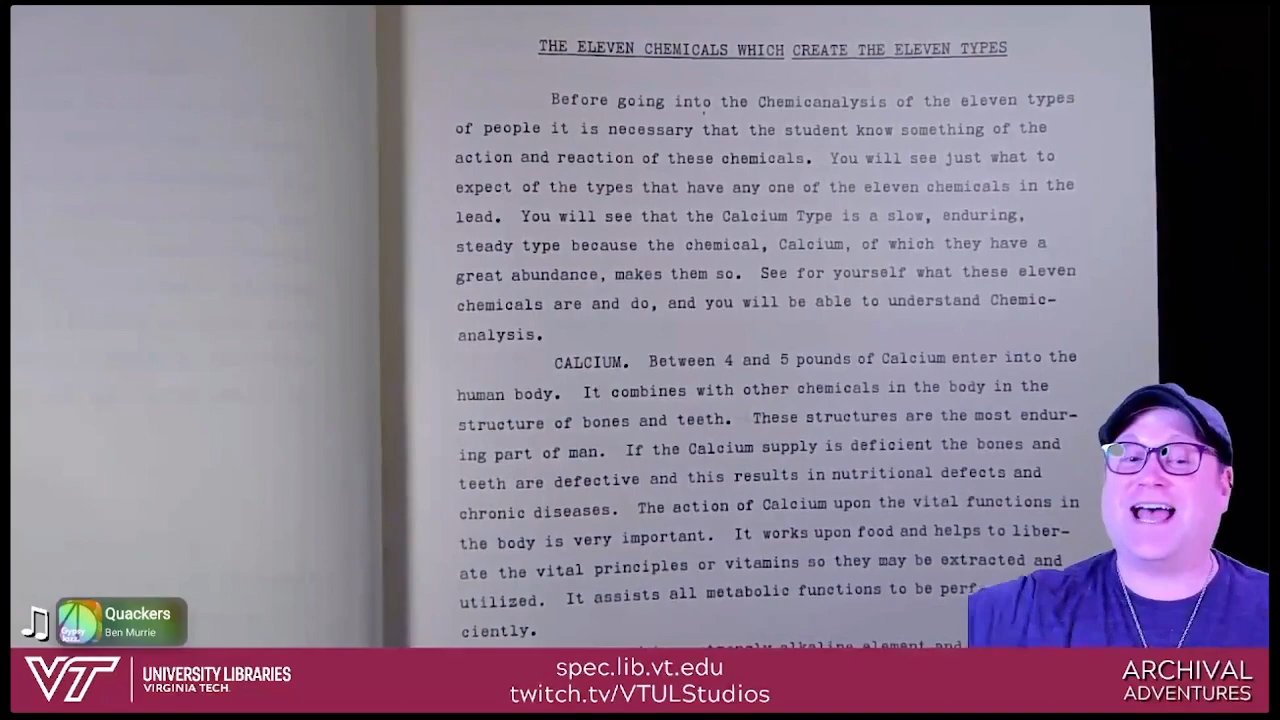 THE ELEVEN CHEMICALS WHICH CREATE THE ELEVEN TYPES
Before going into the Chemicanalysis of the eleven types
of people it is necessary that the student know something of the
action and reaction of these chemicals. You will see just what to
expect of the types that have any one of the eleven chemicals in the
lead. You will see that the Calcium Type is a slow, enduring,
steady type because the chemical, Calcium, of which they have a
great abundance, makes them so. See for yourself what these eleven
chemicals are and do, and you will be able to understand Chemic-
analysis.
CALCIUM. Between 4 and 5 pounds of Calcium enter into the
human body. It combines with other chemicals in the body in the
structure of bones and teeth. These structures are the most endur-
ing part of man. If the Calcium supply is deficient the bones and
teeth are defective and this results in nutritional defects and
chronic diseases. The action of Calcium upon the vital functions in
the body is very important. It works upon food and helps to liber-
ate the vital principles or vitamins so they may be extracted and
utilized. It assists all metabolic functions to be
ciently.
alkaline element and
Quackers
Ben Murrie
Gypsy
Jazz
VT UNIVERSITY LIBRARIES
VIRGINIA TECH.
spec.lib.vt.edu
twitch.tv/VTULStudios
ARCHIVAL
ADVENTURES